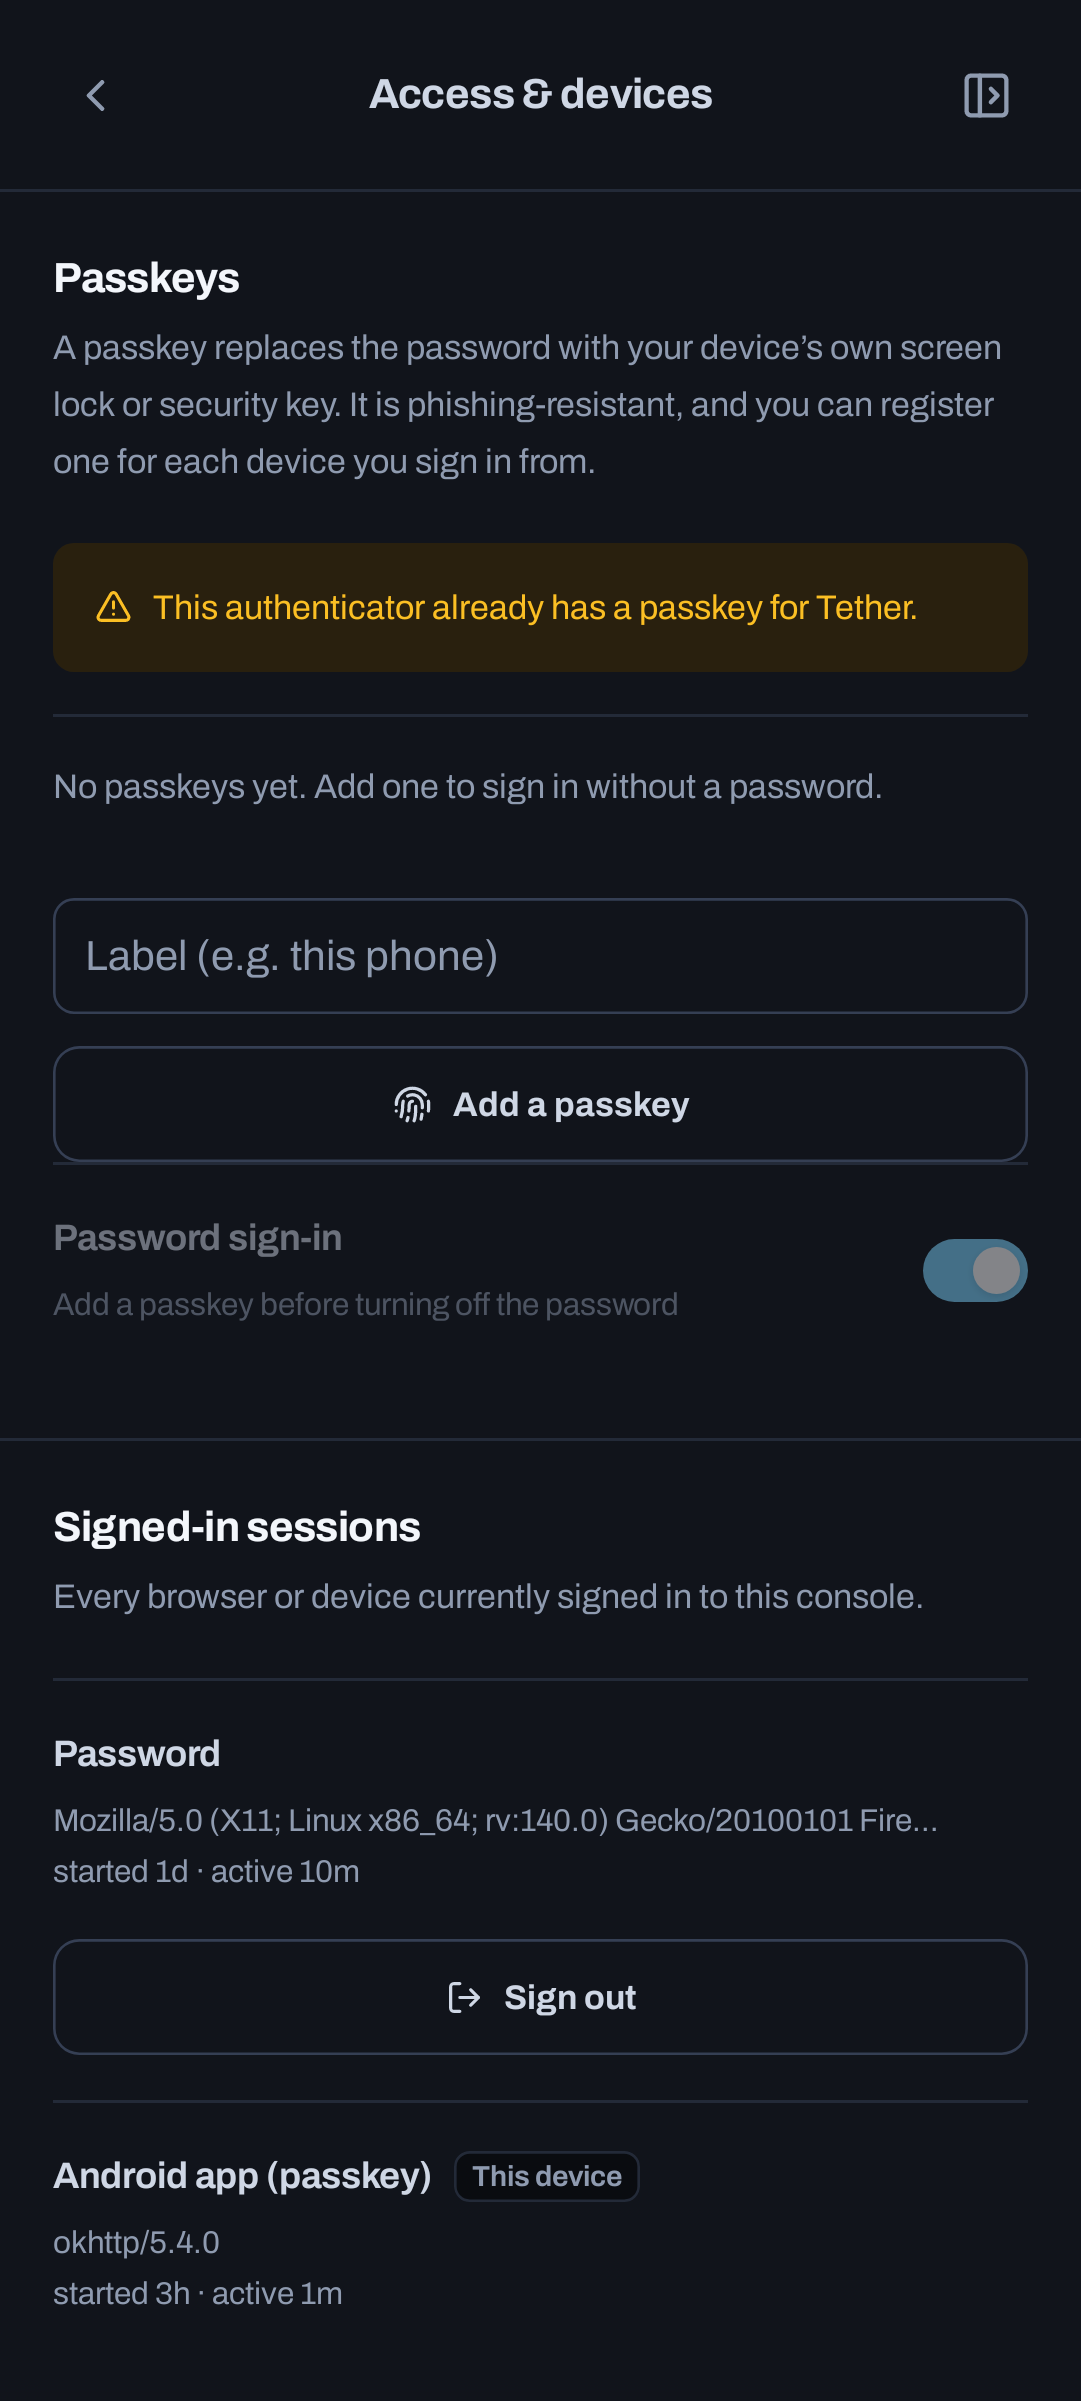 Access & devices
Passkeys
A passkey replaces the password with your device’s own screen
lock or security key. It is phishing-resistant, and you can register
one for each device you sign in from.
This authenticator already has a passkey for Tether.
No passkeys yet. Add one to sign in without a password.
Label (e.g. this phone)
Add a passkey
Password sign-in
Add a passkey before turning off the password
Signed-in sessions
Every browser or device currently signed in to this console.
Password
Mozilla/5.0 (X11; Linux x86_64; rv:140.0) Gecko/20100101 Fire...
started 1d · active 10m
Sign out
Android app (passkey) This device
okhttp/5.4.0
started 3h · active 1m